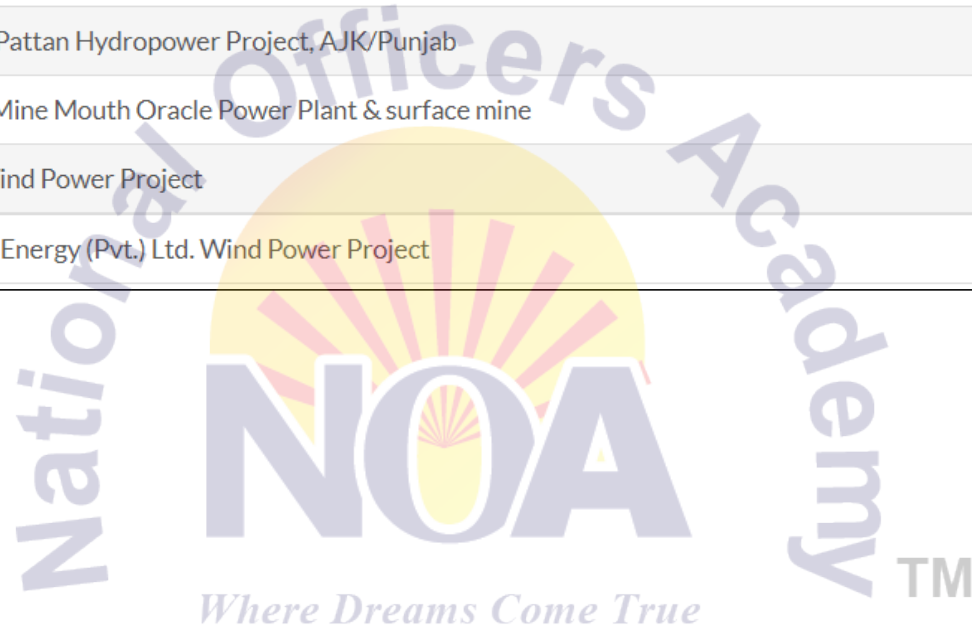 Pattan Hydropower Project, AJK/Punjab
Mine Mouth Oracle Power Plant & surface mine
ind Power Project
Energy (Pvt.) Ltd. Wind Power Project
National Officers Academy
NOA
TM
Where Dreams Come True